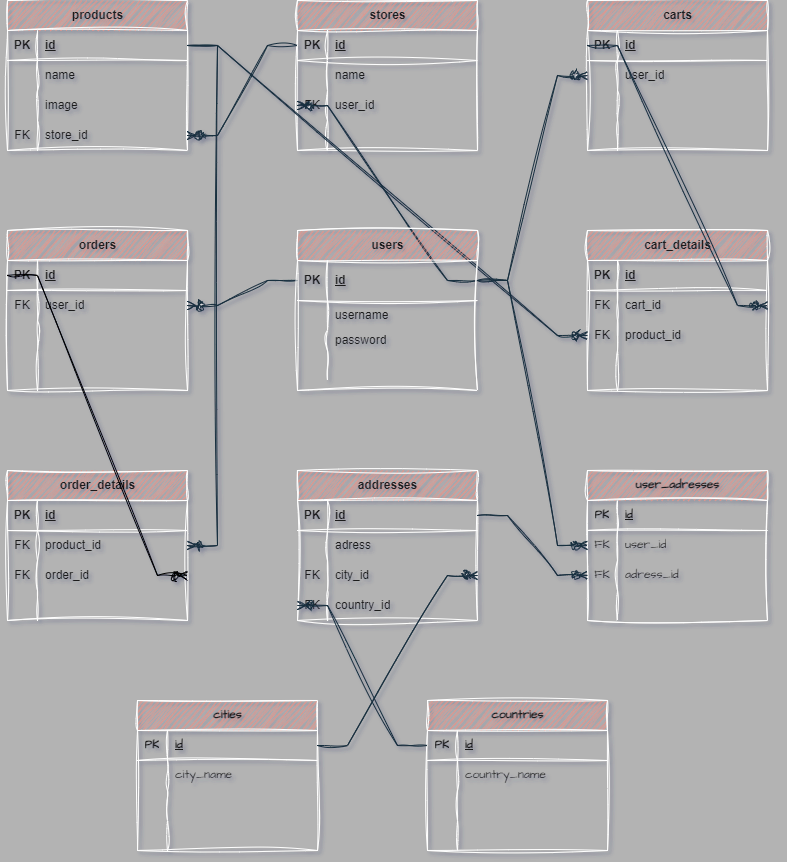 products
PK id
name
image
FK store_id
stores
PK id
name
FK user_id
carts
PK id
user_id
orders
PK id
FK user_id
users
PK id
username
password
cart_details
PK id
FK cart_id
FK product_id
order_details
PK id
FK product_id
FK order_id
addresses
PK id
adress
FK city_id
FK country_id
user_adresses
PK id
FK user_id
FK adress_id
cities
PK id
city_name
countries
PK id
country_name